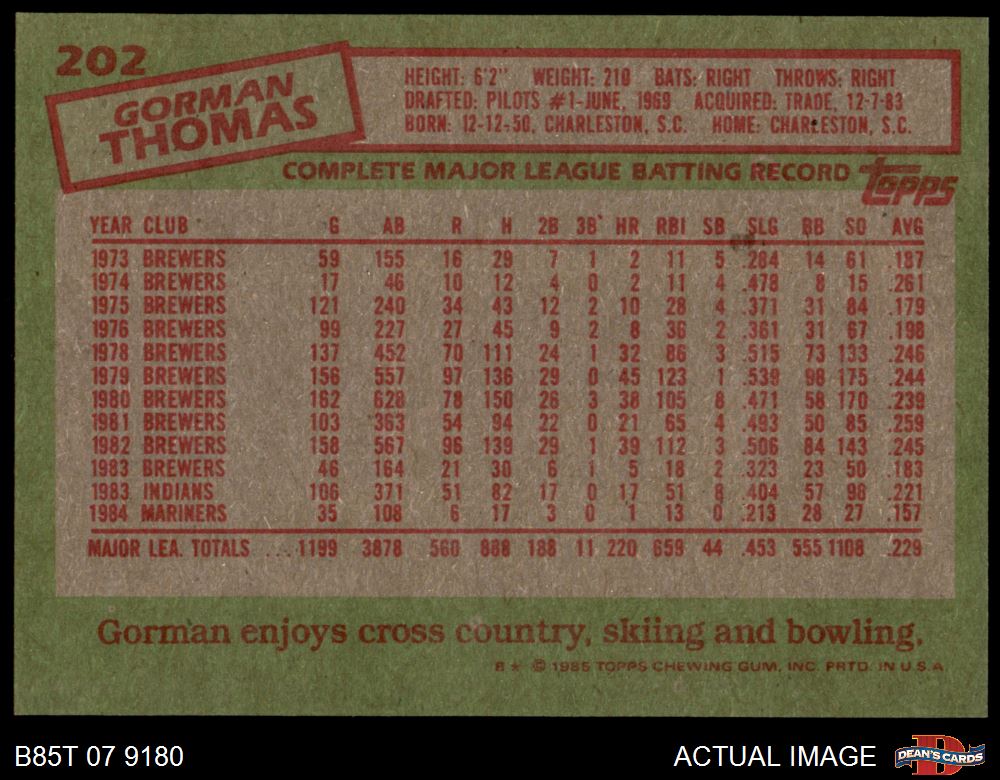 202
GORMAN
THOMAS
HEIGHT: 6'2" WEIGHT: 210 BATS: RIGHT THROWS: RIGHT
DRAFTED: PILOTS #1-JUNE, 1969 ACQUIRED: TRADE, 12-7-83
BORN: 12-12-50, CHARLESTON, S.C. HOME: CHARLESTON, S.C.
COMPLETE MAJOR LEAGUE BATTING RECORD topps
YEAR CLUB G AB R H 2B 3B HR RBI SB SLG BB SO AVG
1973 BREWERS 59 155 16 29 7 1 2 11 5 .284 14 61 .187
1974 BREWERS 17 46 10 12 4 0 2 11 4 .478 8 15 .261
1975 BREWERS 121 240 34 43 12 2 10 28 4 .371 31 84 .179
1976 BREWERS 99 227 27 45 9 2 8 36 2 .361 31 67 .198
1978 BREWERS 137 452 70 111 24 1 32 86 3 .515 73 133 .246
1979 BREWERS 156 557 97 136 29 0 45 123 1 .539 98 175 .244
1980 BREWERS 162 628 78 150 26 3 38 105 8 .471 58 170 .239
1981 BREWERS 103 363 54 94 22 0 21 65 4 .493 50 85 .259
1982 BREWERS 158 567 96 139 29 1 39 112 3 .506 84 143 .245
1983 BREWERS 46 164 21 30 6 1 5 18 2 .323 23 50 .183
1983 INDIANS 106 371 51 82 17 0 17 51 8 .404 57 98 .221
1984 MARINERS 35 108 6 17 3 0 1 13 0 .213 28 27 .157
MAJOR LEA. TOTALS ....1199 3878 560 888 188 11 220 659 44 .453 555 1108 .229
Gorman enjoys cross country, skiing and bowling.
B * © 1985 TOPPS CHEWING GUM, INC. PRTD. IN U.S.A
B85T 07 9180 ACTUAL IMAGE DEAN'S CARDS